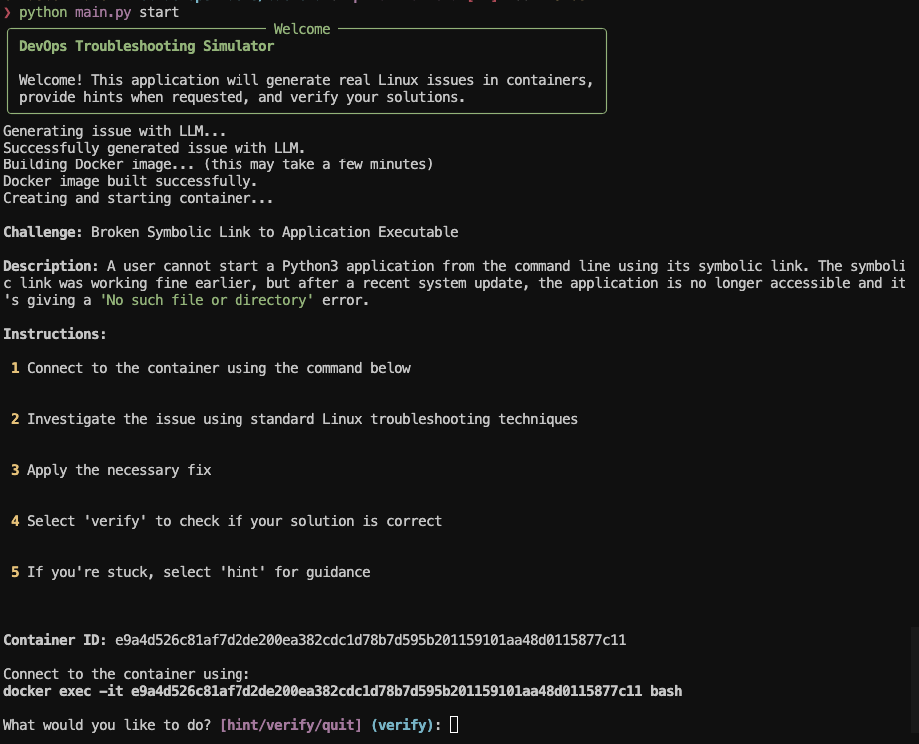 ❯ python main.py start
Welcome
DevOps Troubleshooting Simulator
Welcome! This application will generate real Linux issues in containers,
provide hints when requested, and verify your solutions.
Generating issue with LLM...
Successfully generated issue with LLM.
Building Docker image... (this may take a few minutes)
Docker image built successfully.
Creating and starting container...
Challenge: Broken Symbolic Link to Application Executable
Description: A user cannot start a Python3 application from the command line using its symbolic link. The symboli
c link was working fine earlier, but after a recent system update, the application is no longer accessible and it
's giving a 'No such file or directory' error.
Instructions:
1 Connect to the container using the command below
2 Investigate the issue using standard Linux troubleshooting techniques
3 Apply the necessary fix
4 Select 'verify' to check if your solution is correct
5 If you're stuck, select 'hint' for guidance
Container ID: e9a4d526c81af7d2de200ea382cdc1d78b7d595b201159101aa48d0115877c11
Connect to the container using:
docker exec -it e9a4d526c81af7d2de200ea382cdc1d78b7d595b201159101aa48d0115877c11 bash
What would you like to do? [hint/verify/quit] (verify):